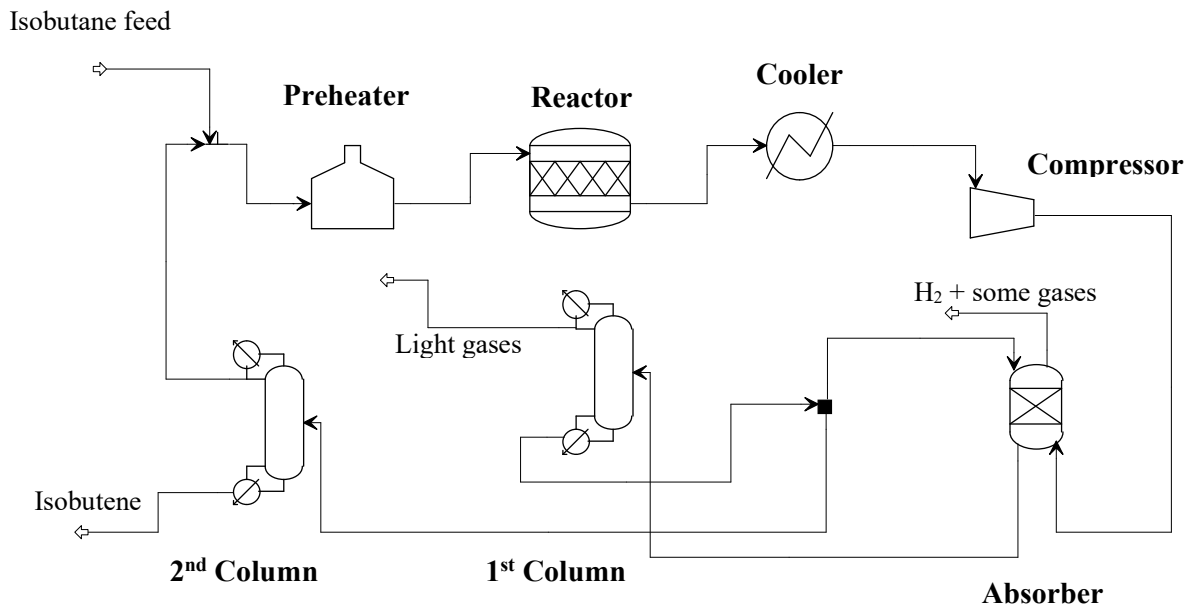 Isobutane feed
Preheater
Reactor
Cooler
Compressor
Light gases
H₂ + some gases
Isobutene
2ⁿᵈ Column
1ˢᵗ Column
Absorber